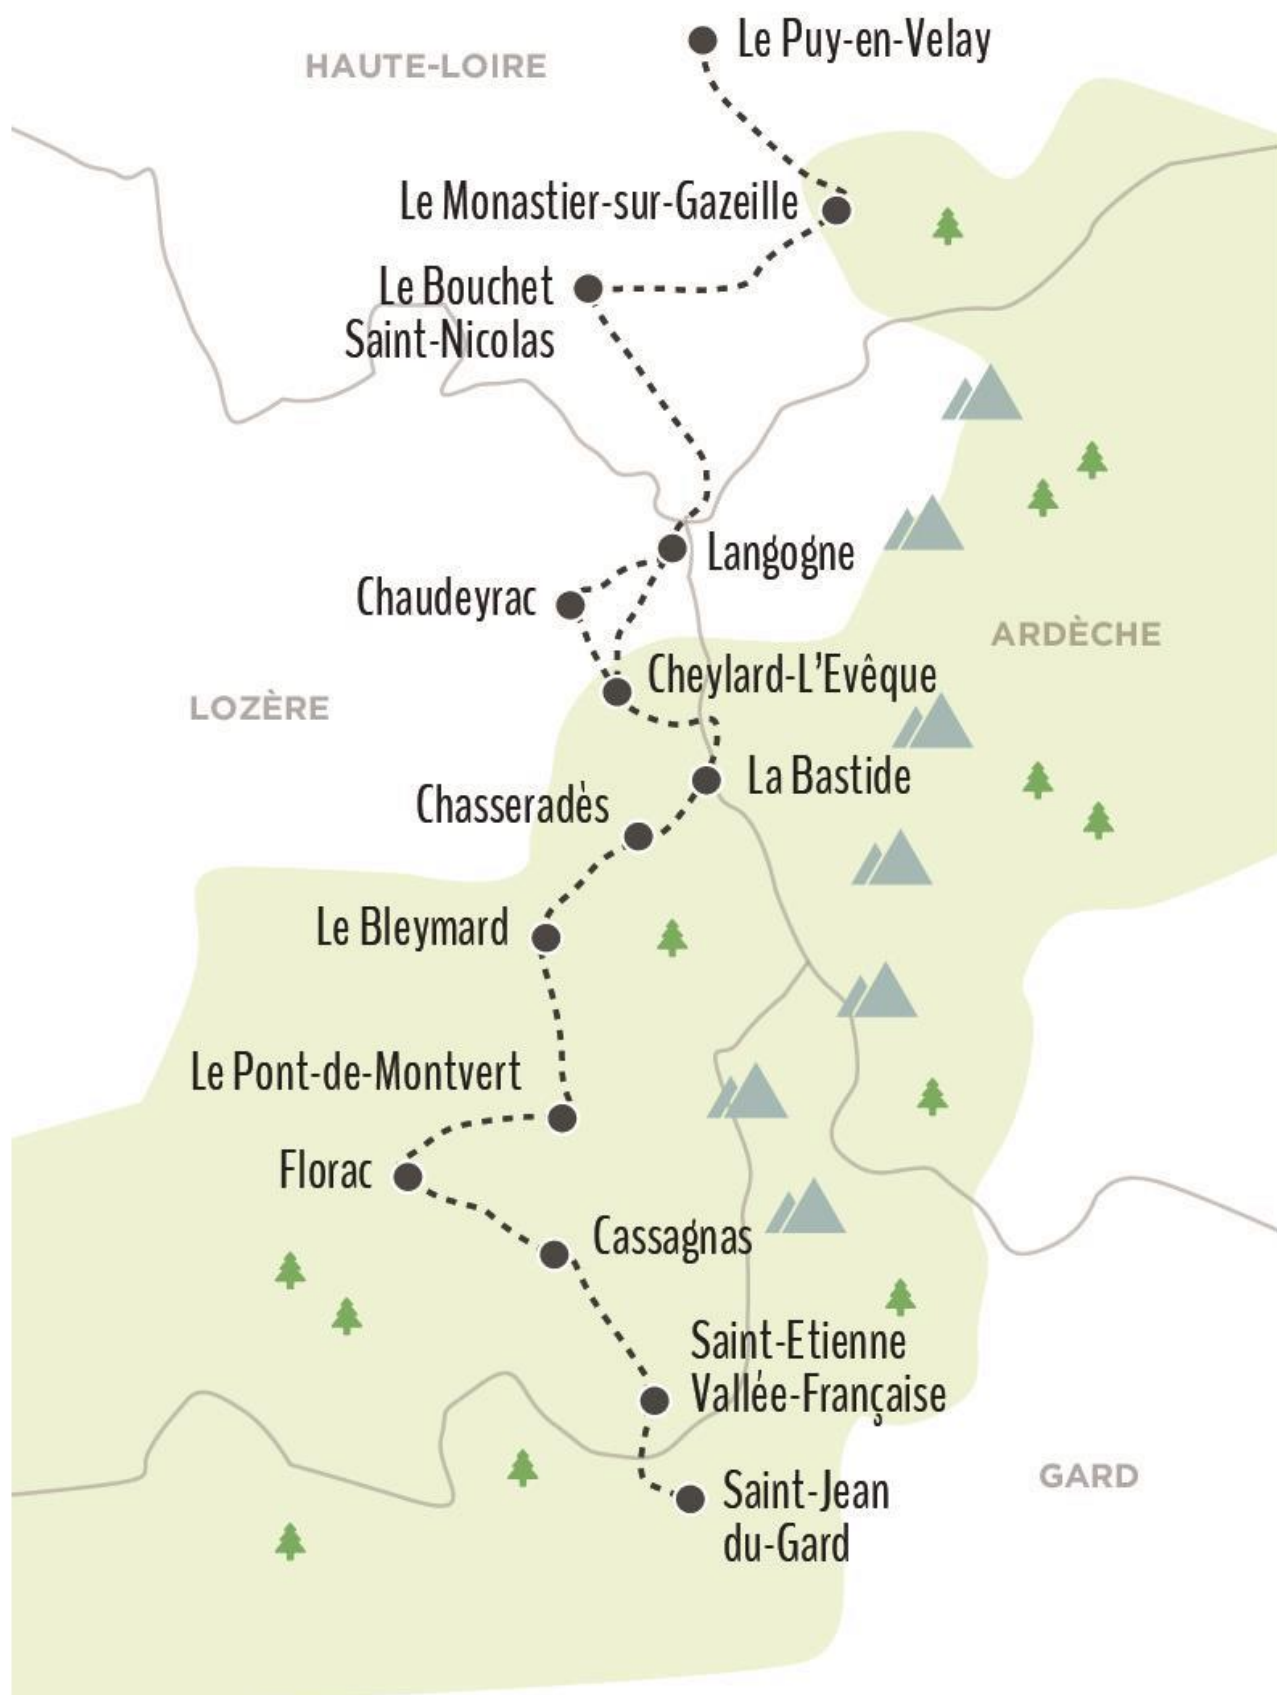 Le Puy-en-Velay
HAUTE-LOIRE
Le Monastier-sur-Gazeille
Le Bouchet
Saint-Nicolas
Langogne
Chaudeyrac
ARDÈCHE
Cheylard-L'Evêque
LOZÈRE
La Bastide
Chasseradès
Le Bleymard
Le Pont-de-Montvert
Florac
Cassagnas
Saint-Etienne
Vallée-Française
GARD
Saint-Jean
du-Gard